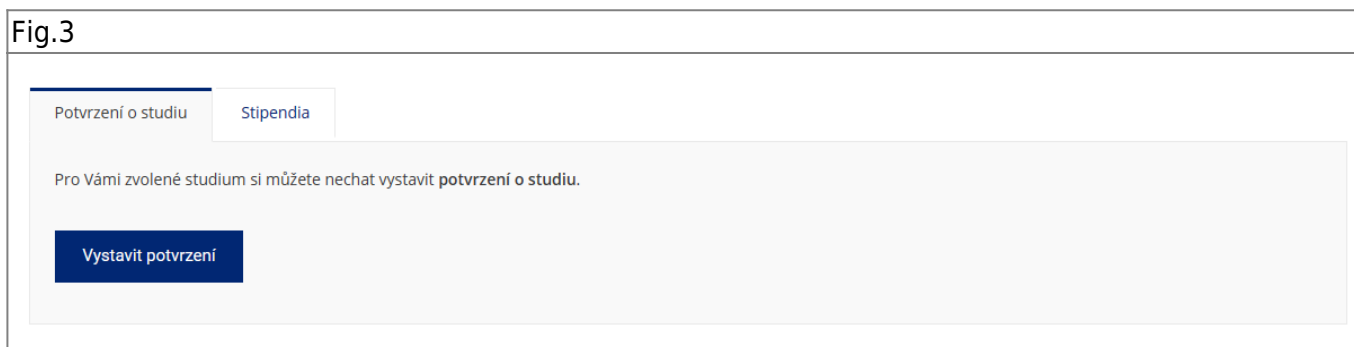 Fig.3
Potvrzení o studiu Stipendia
Pro Vámi zvolené studium si můžete nechat vystavit potvrzení o studiu.
Vystavit potvrzení